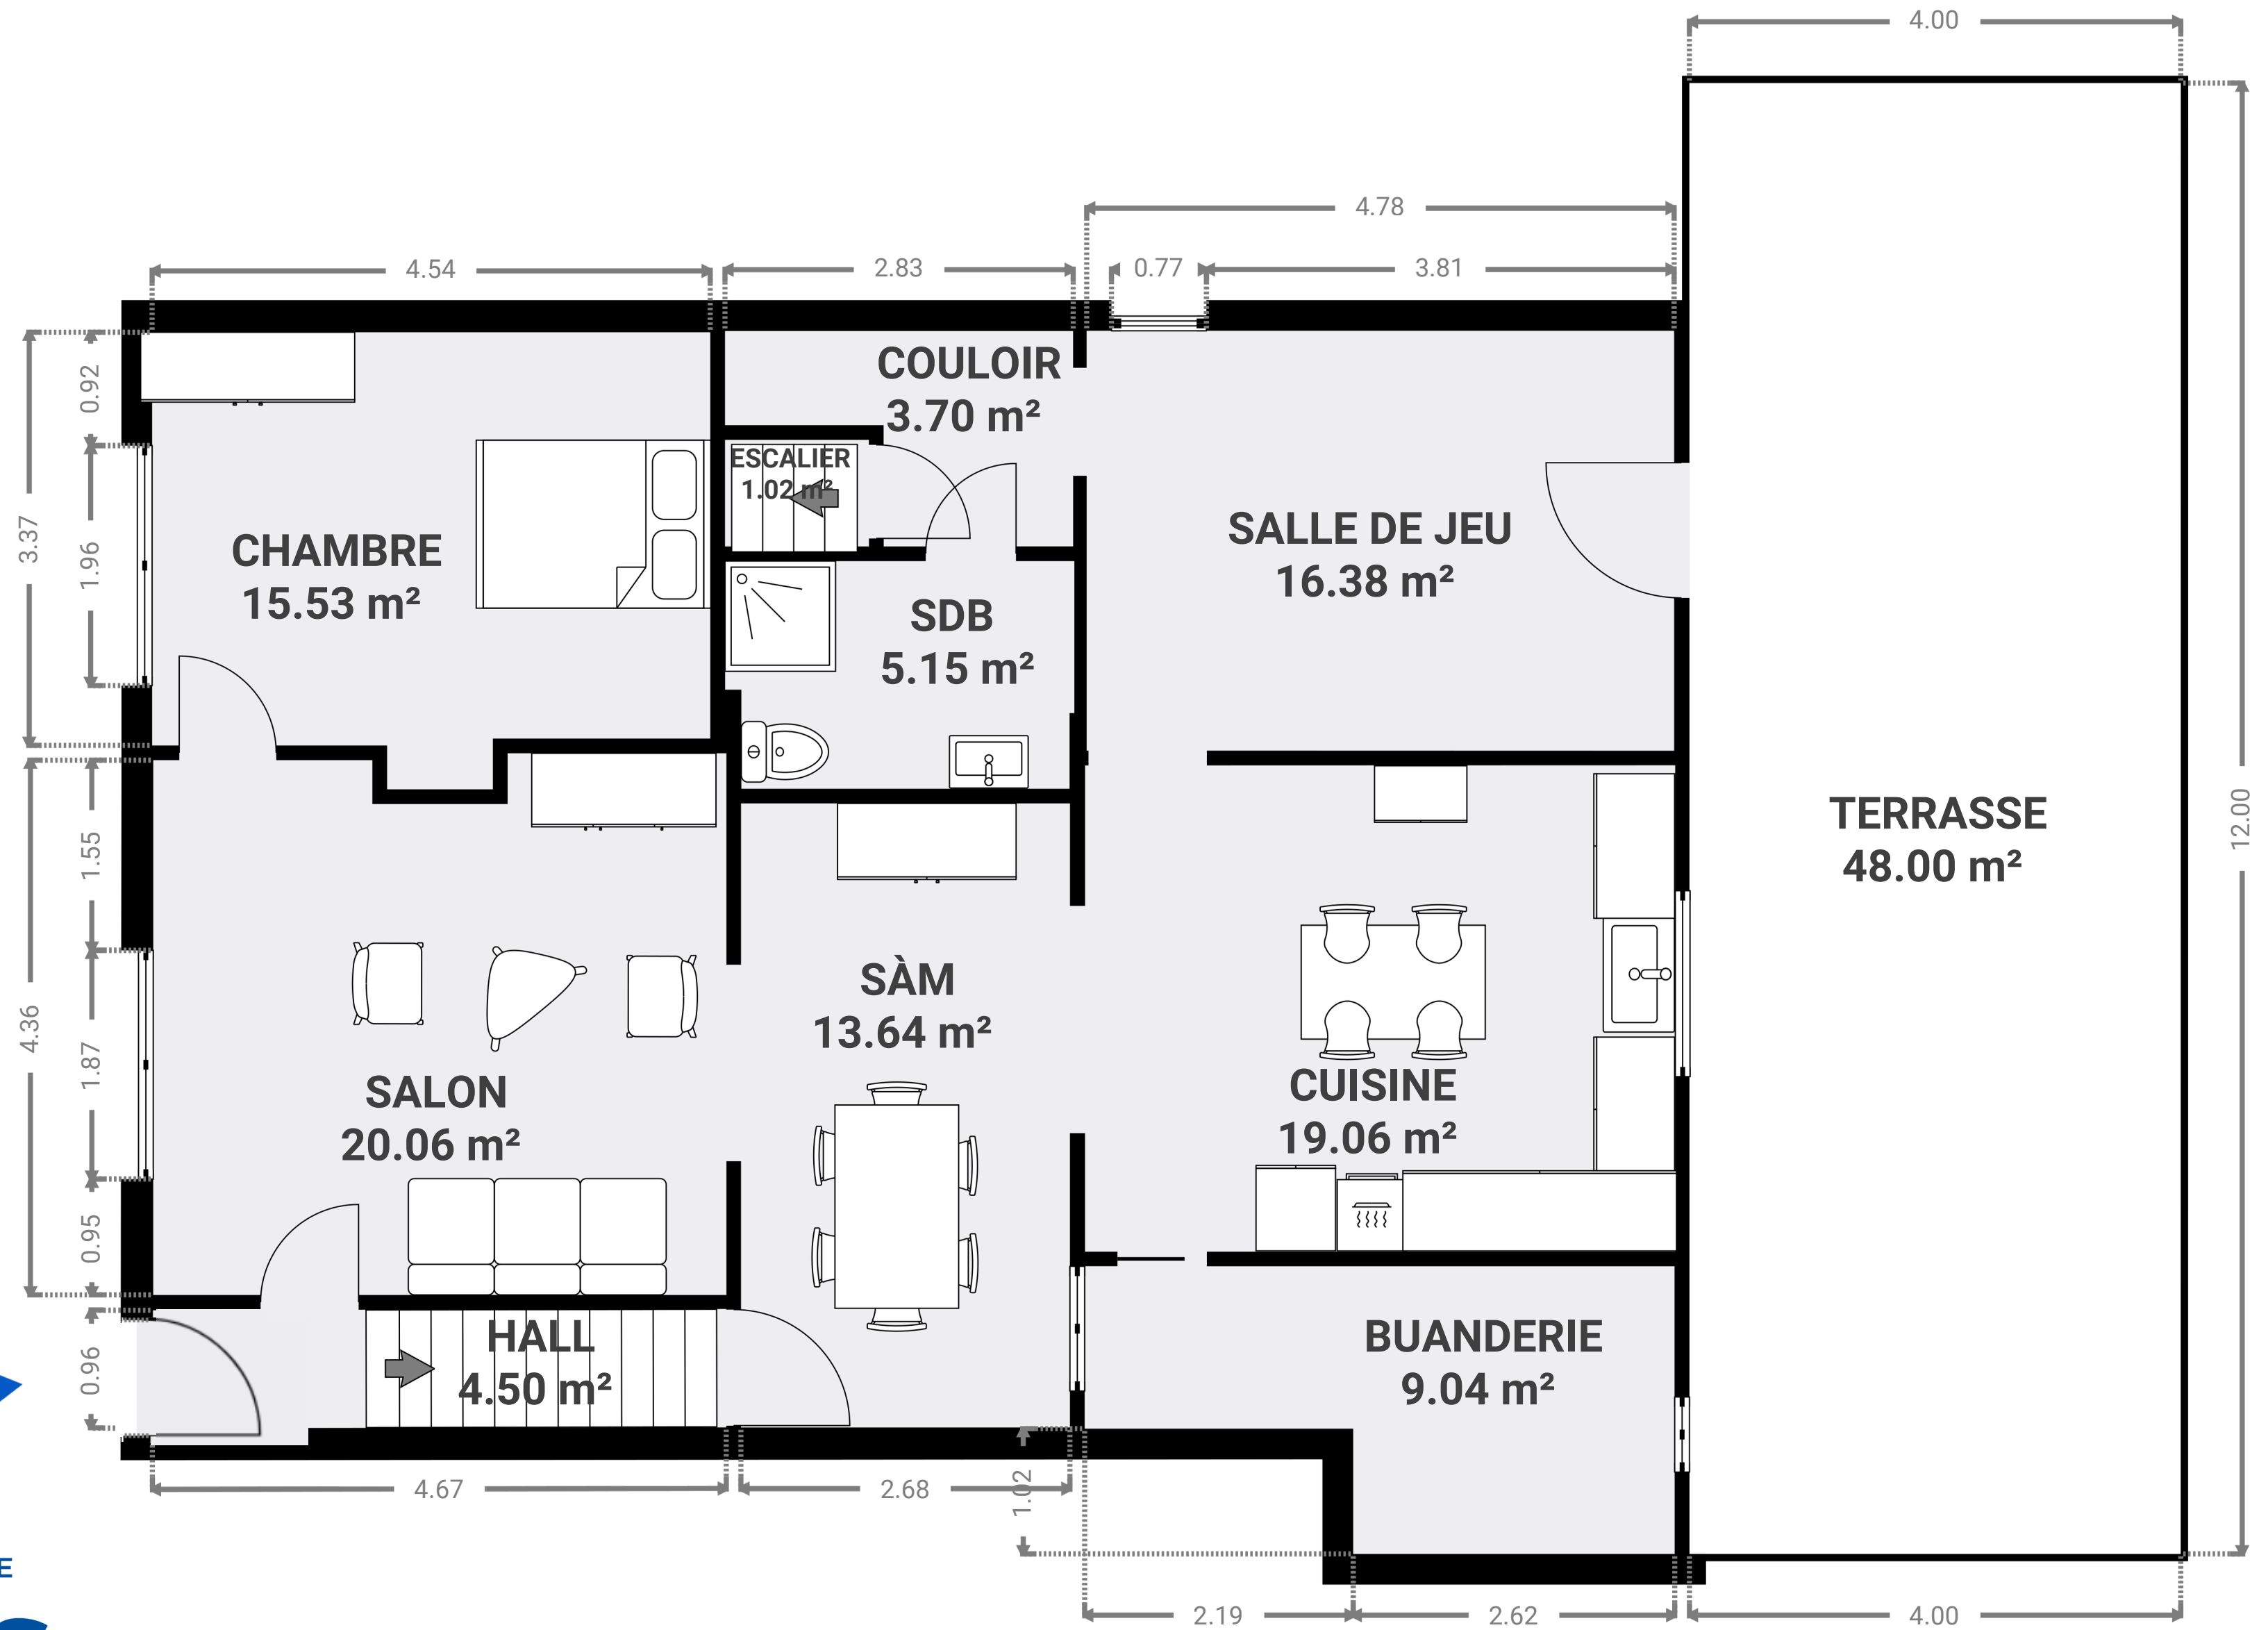 4.00
4.78
4.54
2.83
0.77
3.81
COULOIR
3.70 m²
0.92
ESCALIER
1.02 m²
3.37
1.96
CHAMBRE
15.53 m²
SALLE DE JEU
16.38 m²
SDB
5.15 m²
TERRASSE
48.00 m²
12.00
1.55
SÀM
13.64 m²
4.36
1.87
SALON
20.06 m²
CUISINE
19.06 m²
0.95
HALL
4.50 m²
BUANDERIE
9.04 m²
0.96
4.67
2.68
1.02
E
2.19
2.62
4.00